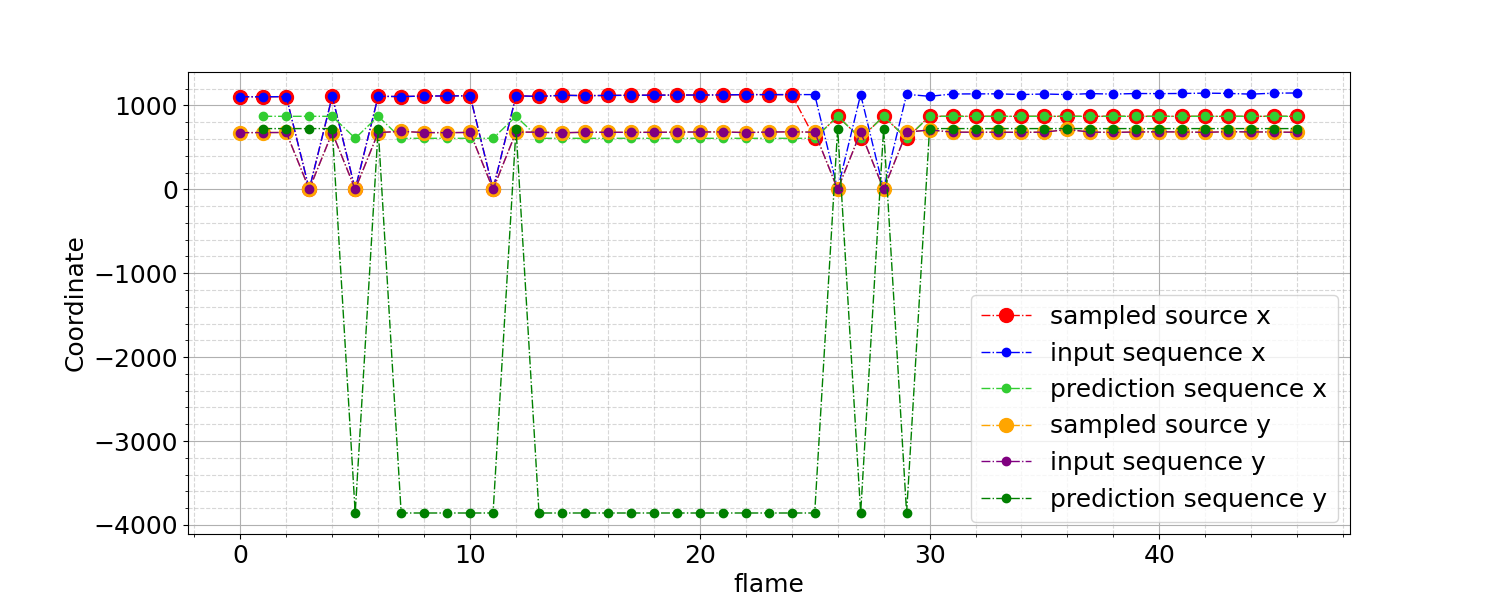 1000
0
−1000
−2000
−3000
−4000
Coordinate
0 10 20 30 40
flame
sampled source x
input sequence x
prediction sequence x
sampled source y
input sequence y
prediction sequence y